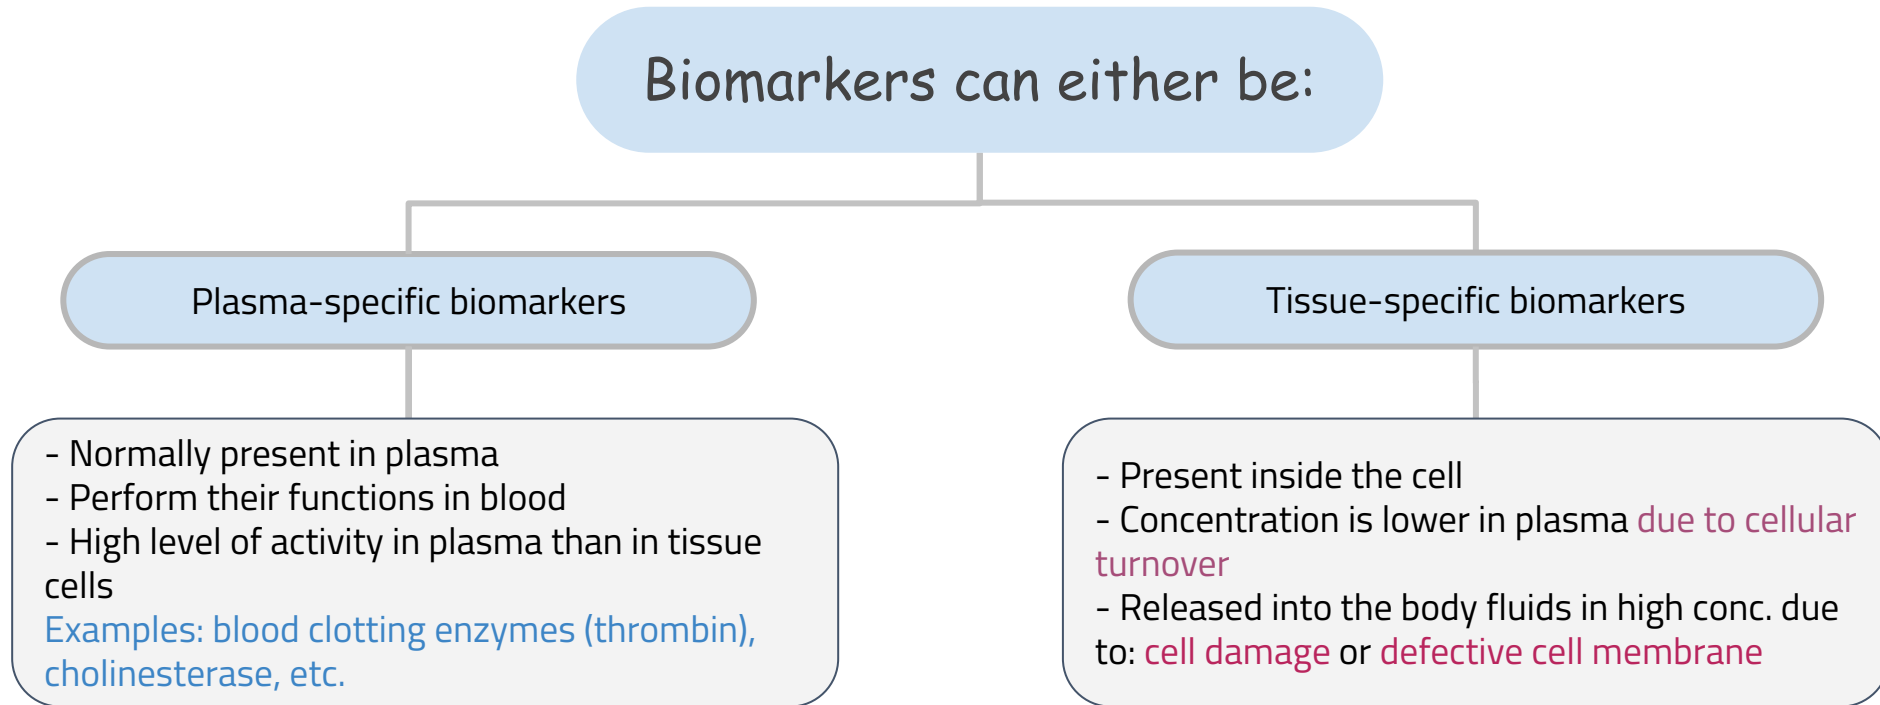 Biomarkers can either be:
Plasma-specific biomarkers
Tissue-specific biomarkers
- Normally present in plasma
- Perform their functions in blood
- High level of activity in plasma than in tissue
cells
Examples: blood clotting enzymes (thrombin),
cholinesterase, etc.
- Present inside the cell
- Concentration is lower in plasma due to cellular
turnover
- Released into the body fluids in high conc. due
to: cell damage or defective cell membrane